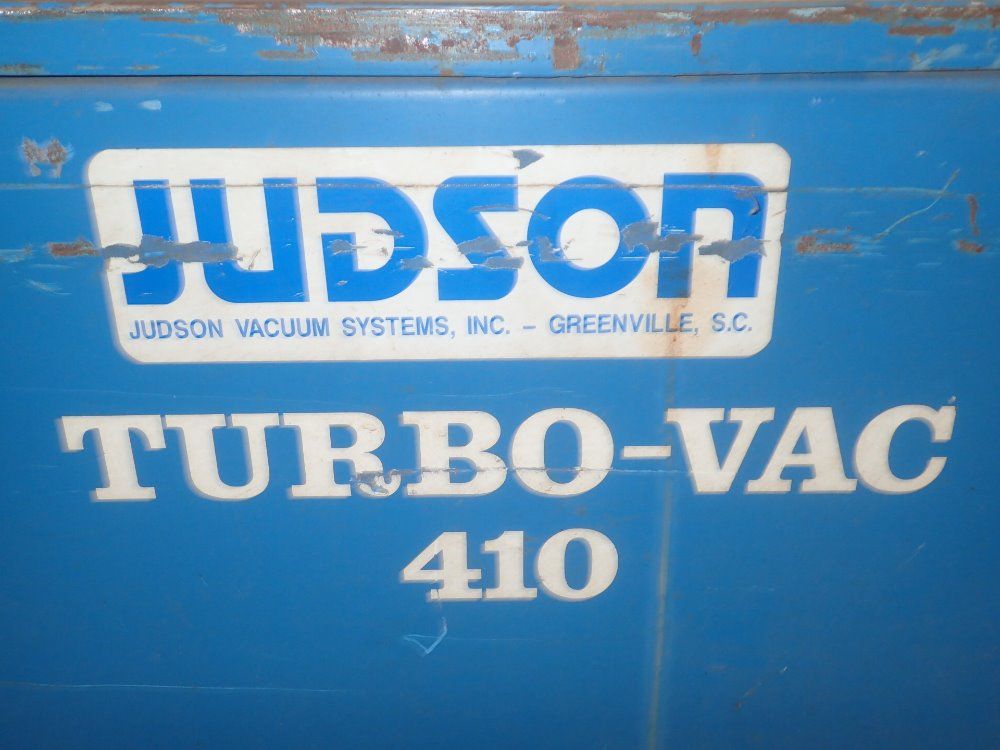 JUDSON
JUDSON VACUUM SYSTEMS, INC. – GREENVILLE, S.C.
TURBO-VAC
410